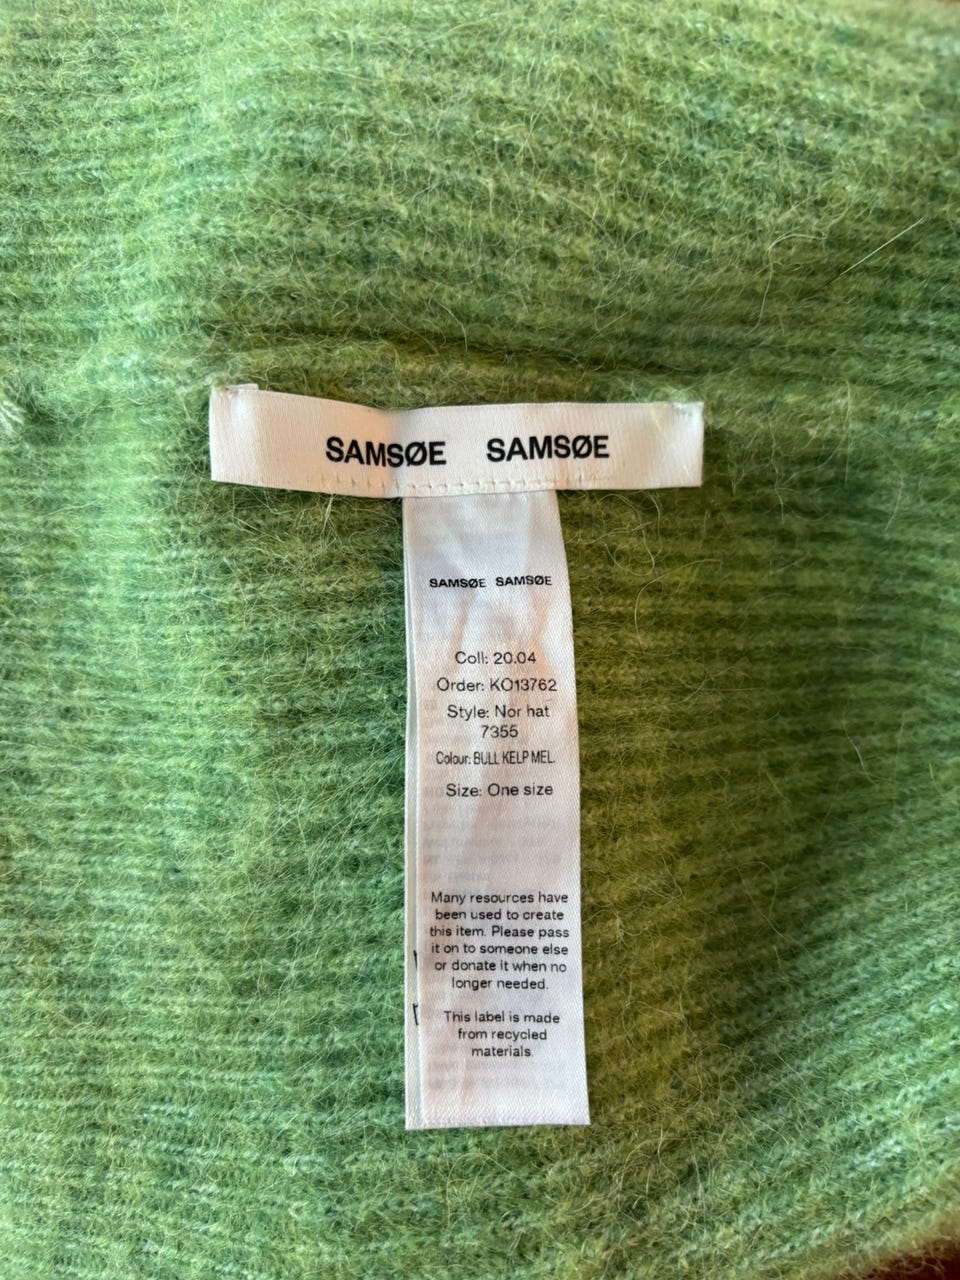 SAMSØE SAMSØE
SAMSØE SAMSØE
Coll: 20.04
Order: KO13762
Style: Nor hat
7355
Colour: BULL KELP MEL.
Size: One size
Many resources have
been used to create
this item. Please pass
it on to someone else
or donate it when no
longer needed.
This label is made
from recycled
materials.